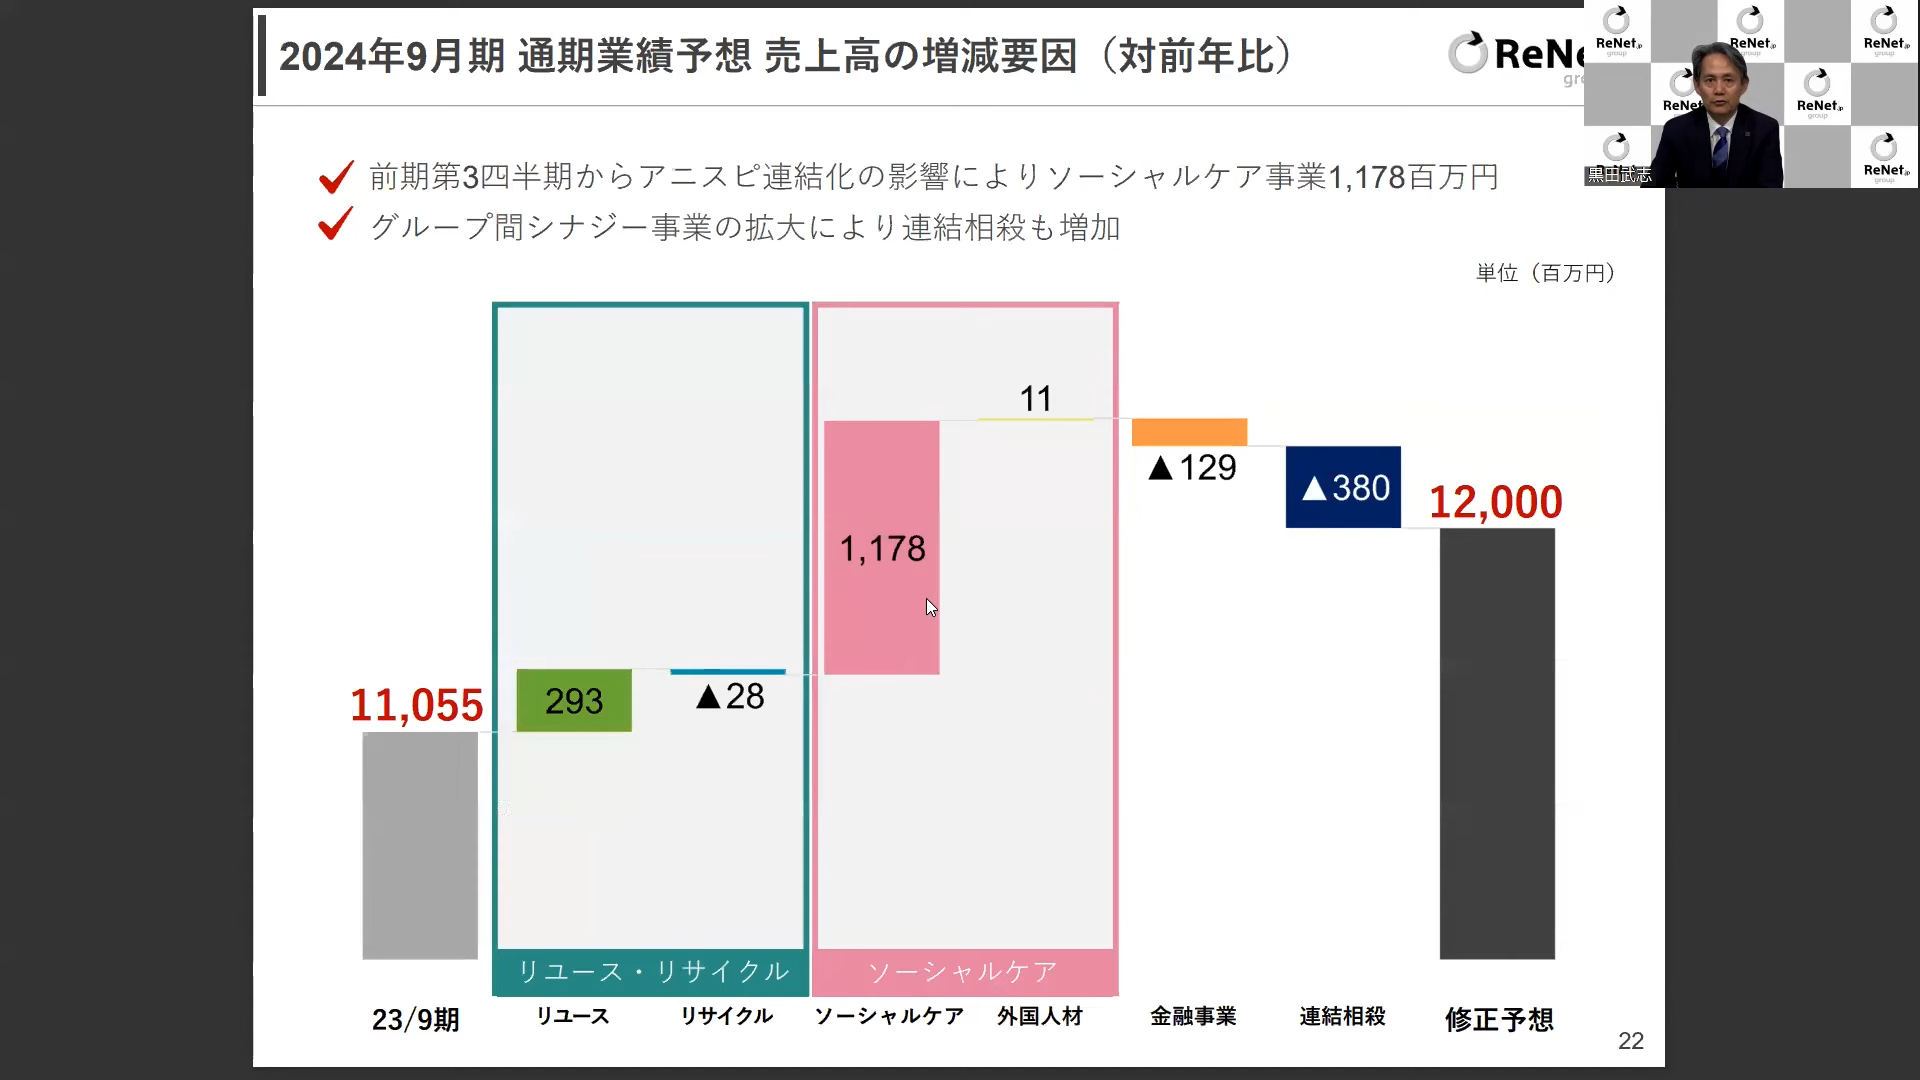 2024年9月期 通期業績予想 売上高の増減要因（対前年比）
ReNet.jp
group
ReNet.jp
ReNet.jp
group
ReNet.jp
group
ReNet.jp
黒田武志
前期第3四半期からアニスピ連結化の影響によりソーシャルケア事業1,178百万円
グループ間シナジー事業の拡大により連結相殺も増加
単位（百万円）
11
▲129
▲380
12,000
1,178
11,055
293
▲28
リユース・リサイクル
ソーシャルケア
23/9期
リユース
リサイクル
ソーシャルケア
外国人材
金融事業
連結相殺
修正予想
22